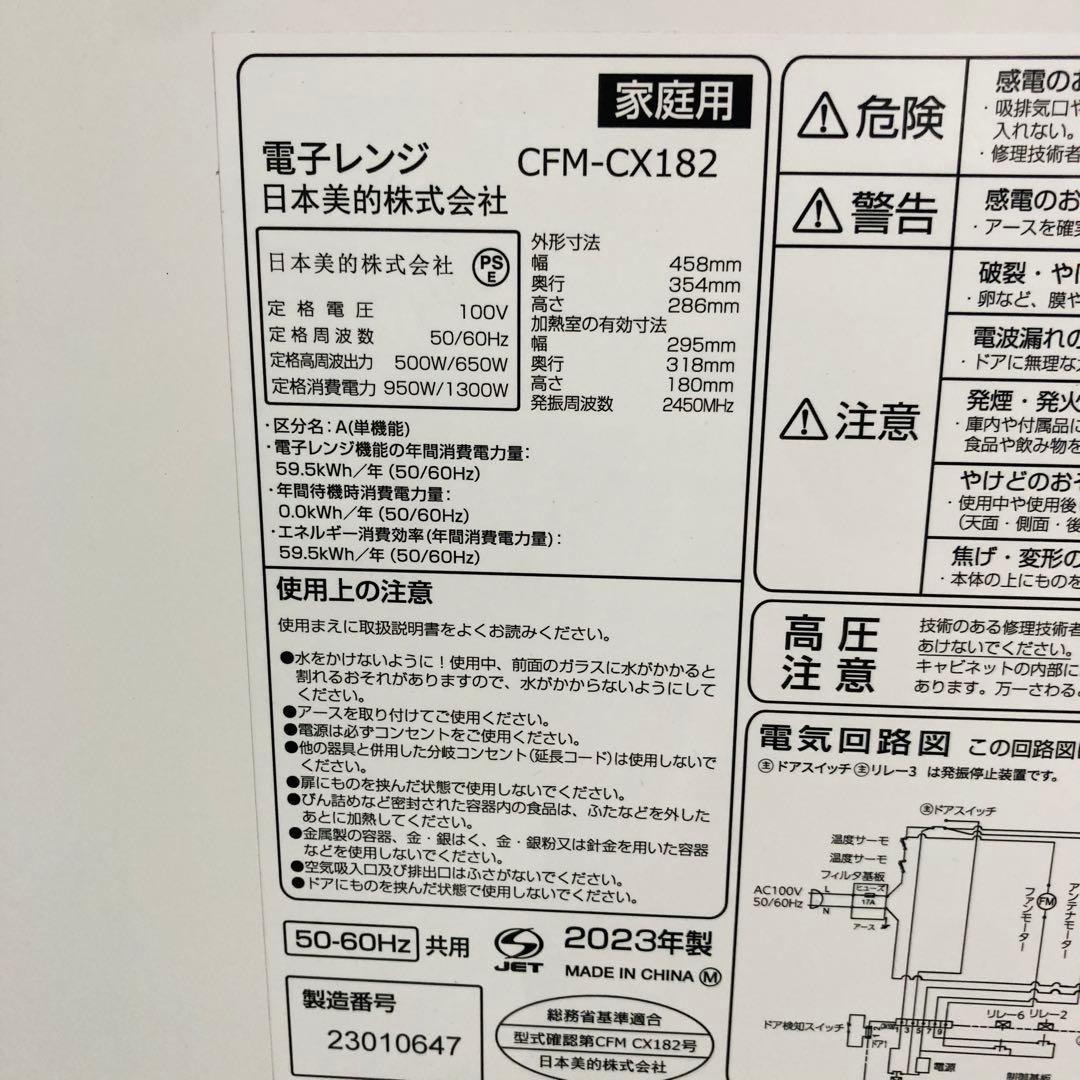 家庭用
電子レンジ CFM-CX182
日本美的株式会社
日本美的株式会社 PSE
定格電圧 100V
定格周波数 50/60Hz
定格高周波出力 500W/650W
定格消費電力 950W/1300W
外形寸法
幅 458mm
奥行 354mm
高さ 286mm
加熱室の有効寸法
幅 295mm
奥行 318mm
高さ 180mm
発振周波数 2450MHz
・区分名：A(単機能)
・電子レンジ機能の年間消費電力量：
59.5kWh／年（50/60Hz）
・年間待機時消費電力量：
0.0kWh／年（50/60Hz）
・エネルギー消費効率(年間消費電力量)：
59.5kWh／年（50/60Hz）
使用上の注意
使用まえに取扱説明書をよくお読みください。
●水をかけないように！使用中、前面のガラスに水がかかると
割れるおそれがありますので、水がかからないようにして
ください。
●アースを取り付けてご使用ください。
●電源は必ずコンセントをご使用ください。
●他の器具と併用した分岐コンセント（延長コード）は使用しないで
ください。
●扉にものを挟んだ状態で使用しないでください。
●びん詰めなど密封された容器内の食品は、ふたなどを外した
あとに加熱してください。
●金属製の容器、金・銀はく、金・銀粉又は針金を用いた容器
などを使用しないでください。
●空気吸入口及び排出口はふさがないでください。
●ドアにものを挟んだ状態で使用しないでください。
50-60Hz 共用
JET
2023年製
MADE IN CHINA Ⓜ
製造番号
23010647
総務省基準適合
型式確認第CFM CX182号
日本美的株式会社
⚠危険
感電のお
・吸排気口や
入れない。
・修理技術者
⚠警告
感電のお
・アースを確実
⚠注意
破裂・やけ
・卵など、膜や
電波漏れの
・ドアに無理な
発煙・発火
・庫内や付属品に
食品や飲み物を
やけどのおそ
・使用中や使用後
（天面・側面・後
焦げ・変形の
・本体の上にものを
高圧
注意
技術のある修理技術者
あけないでください。
キャビネットの内部に
あります。万一さわる
電気回路図 この回路図
㊟ドアスイッチ ㊟リレー3 は発振停止装置です。
ドアスイッチ
温度サーモ
温度サーモ
フィルタ基板
ヒューズ
17A
AC100V
50/60Hz
L
N
アース
FM
ファンモーター
アンテナモーター
リレー6 リレー2
ドア検知スイッチ
ドア1
1 3 5 7 9
電源
制御基板